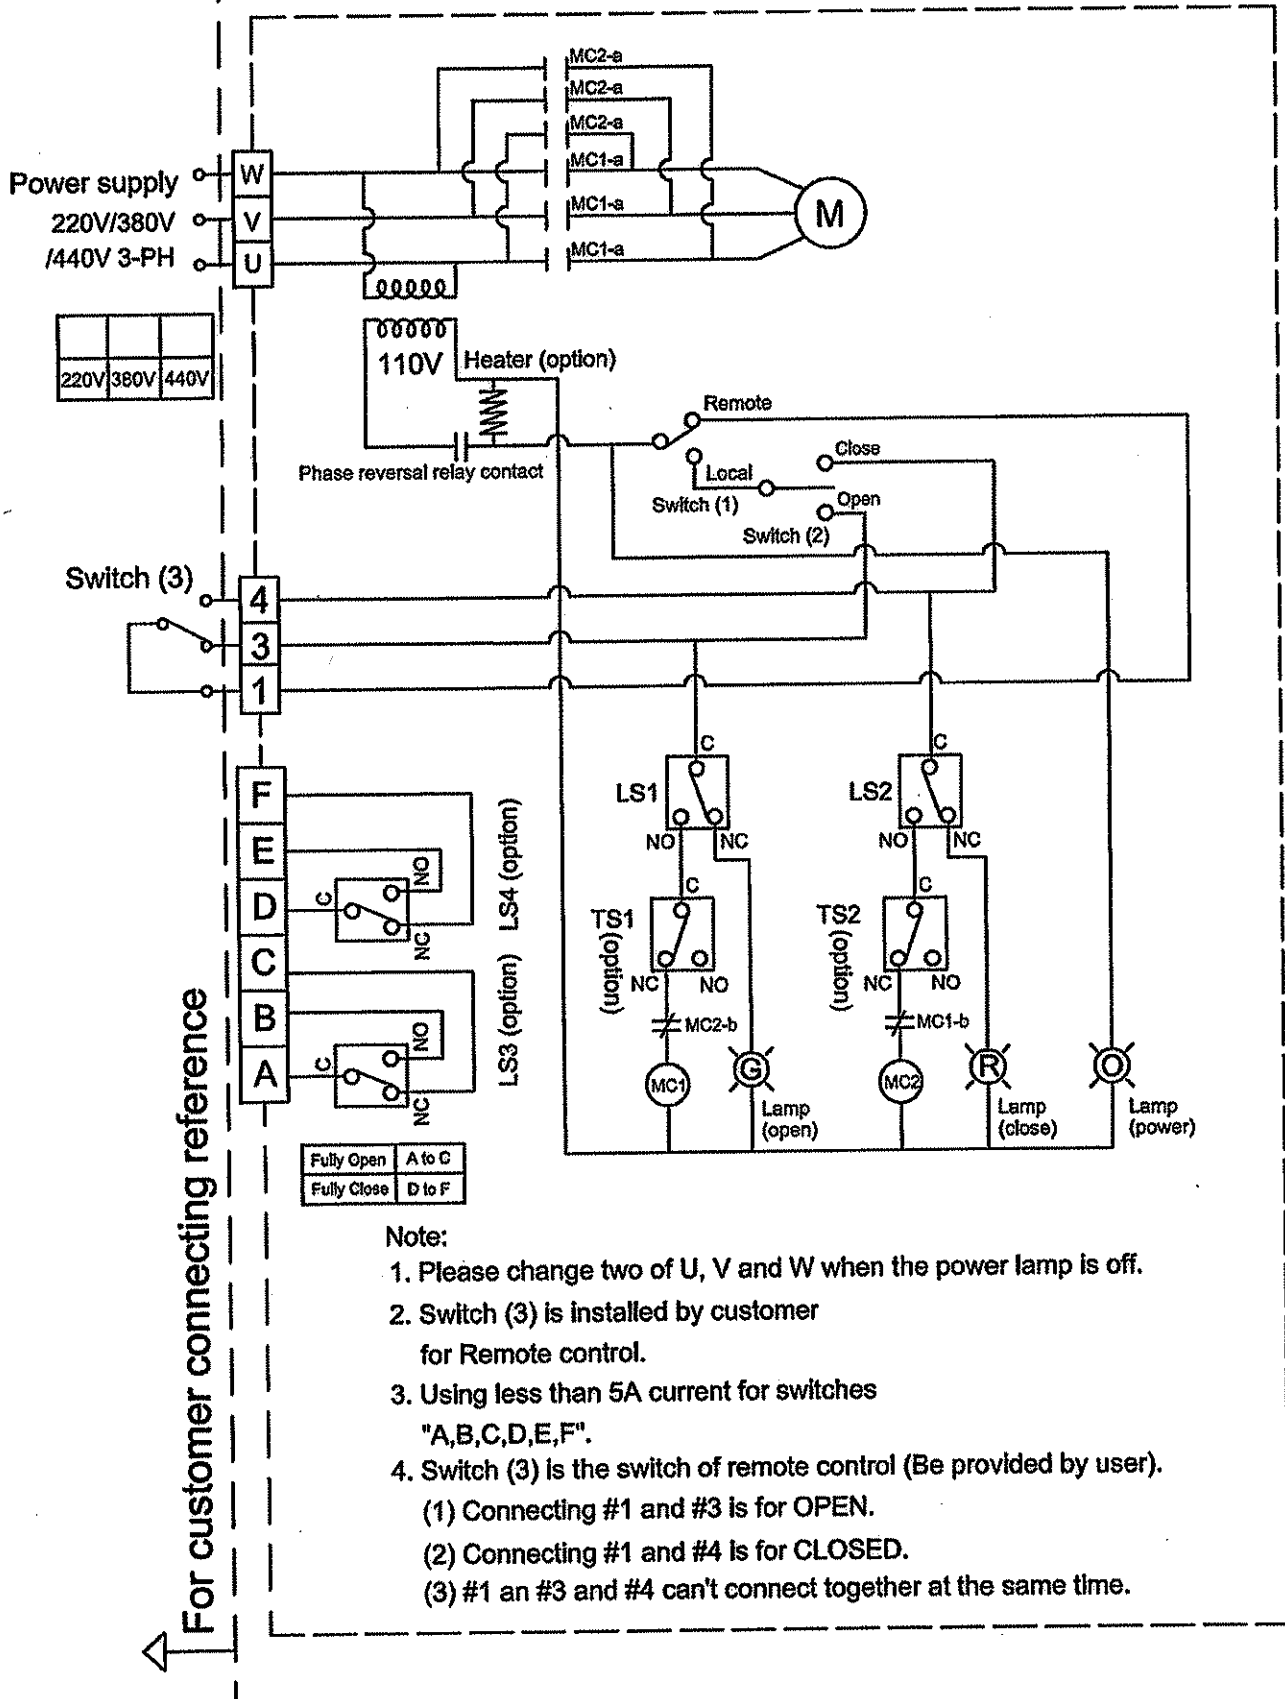 MC2-a
MC2-a
MC2-a
MC1-a
MC1-a
MC1-a
Power supply
220V/380V
/440V 3-PH
W
V
U
M
220V 380V 440V
110V
Heater (option)
Phase reversal relay contact
Remote
Local
Switch (1)
Close
Open
Switch (2)
Switch (3)
4
3
1
F
E
D
C
B
A
C
NO
NC
LS4 (option)
C
NO
NC
LS3 (option)
C
LS1
NO
NC
C
TS1
(option)
NC
NO
MC2-b
MC1
G
Lamp
(open)
C
LS2
NO
NC
C
TS2
(option)
NC
NO
MC1-b
MC2
R
Lamp
(close)
O
Lamp
(power)
Fully Open A to C
Fully Close D to F
For customer connecting reference
Note:
1. Please change two of U, V and W when the power lamp is off.
2. Switch (3) is installed by customer
for Remote control.
3. Using less than 5A current for switches
"A,B,C,D,E,F".
4. Switch (3) is the switch of remote control (Be provided by user).
(1) Connecting #1 and #3 is for OPEN.
(2) Connecting #1 and #4 is for CLOSED.
(3) #1 an #3 and #4 can't connect together at the same time.